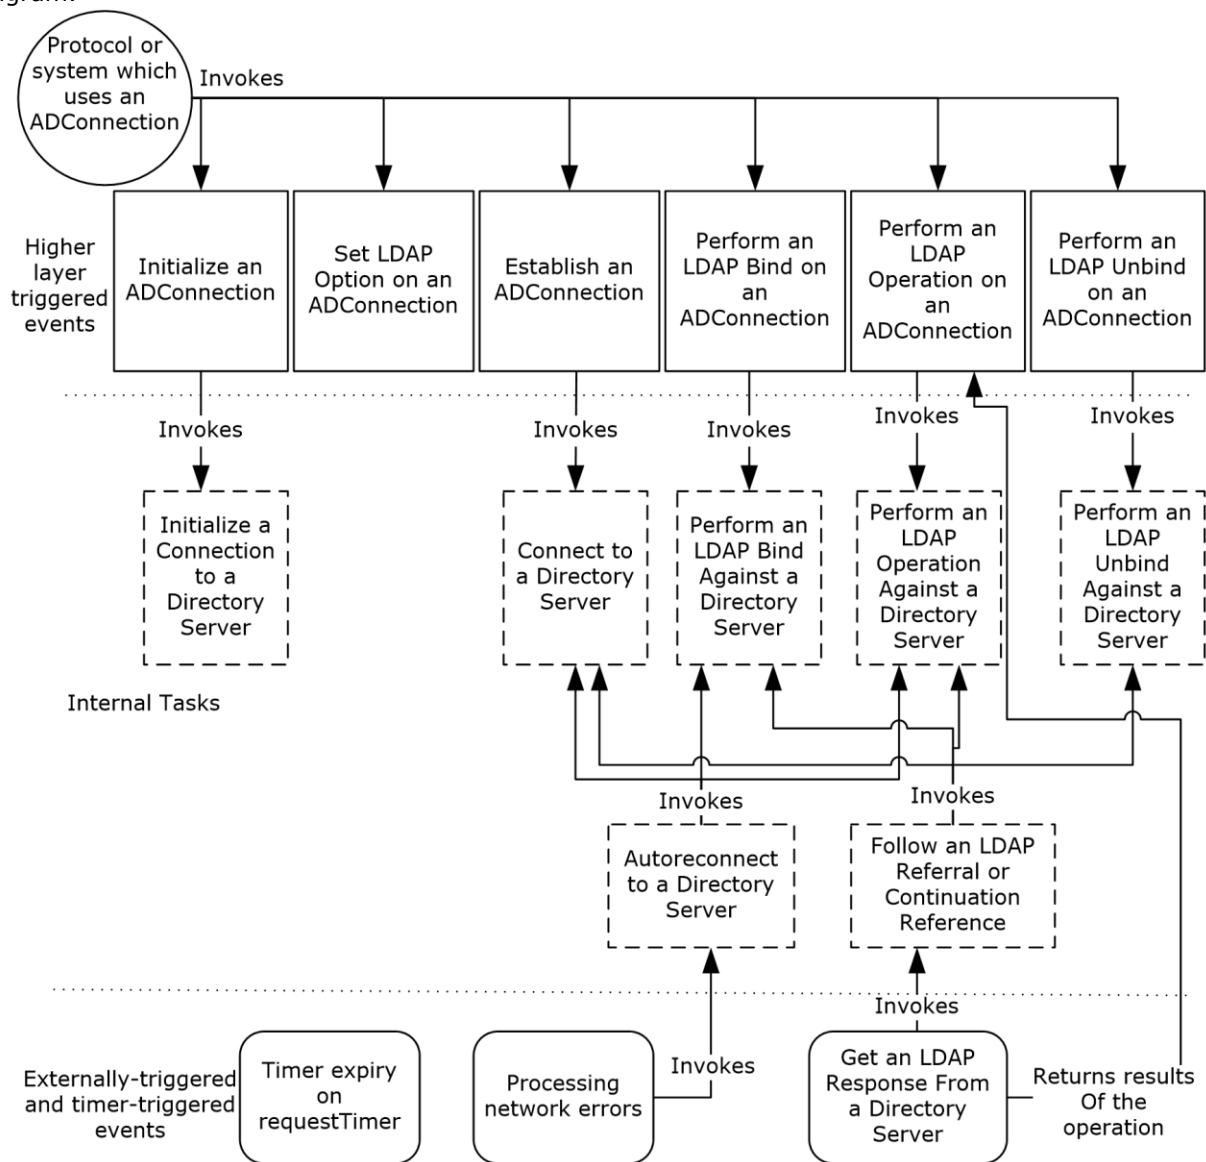 Protocol or
system which
uses an
ADConnection
Invokes
Higher
layer
triggered
events
Initialize an
ADConnection
Set LDAP
Option on an
ADConnection
Establish an
ADConnection
Perform an
LDAP Bind on
an
ADConnection
Perform an
LDAP
Operation on
an
ADConnection
Perform an
LDAP Unbind
on an
ADConnection
Invokes
Invokes
Invokes
Invokes
Invokes
Initialize a
Connection
to a
Directory
Server
Connect to
a Directory
Server
Perform an
LDAP Bind
Against a
Directory
Server
Perform an
LDAP
Operation
Against a
Directory
Server
Perform an
LDAP
Unbind
Against a
Directory
Server
Internal Tasks
Invokes
Invokes
Autoreconnect
to a Directory
Server
Follow an LDAP
Referral or
Continuation
Reference
Invokes
Externally-triggered
and timer-triggered
events
Timer expiry
on
requestTimer
Processing
network errors
Invokes
Get an LDAP
Response From
a Directory
Server
Returns results
Of the
operation